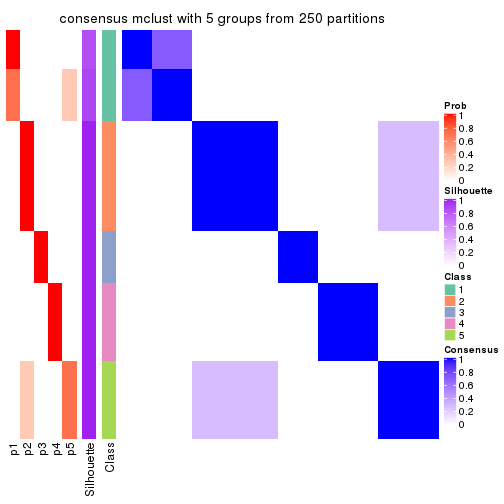 consensus mclust with 5 groups from 250 partitions
Prob
1
0.8
0.6
0.4
0.2
0
Silhouette
1
0.8
0.6
0.4
0.2
0
Class
1
2
3
4
5
Consensus
1
0.8
0.6
0.4
0.2
0
p1
p2
p3
p4
p5
Silhouette
Class